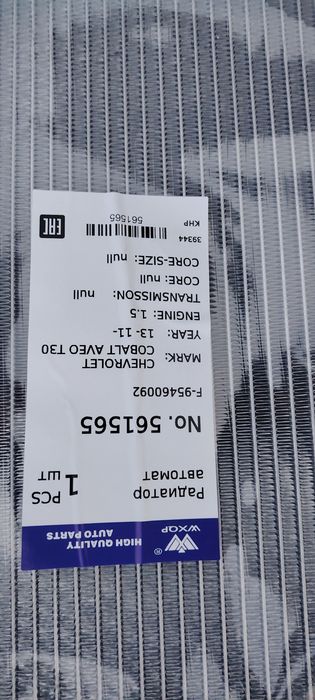 WXQP
®
HIGH QUALITY
AUTO PARTS
Радиатор
автомат
1 PCS
ШТ
No. 561565
F-95460092
MARK: CHEVROLET
COBALT AVEO T30
YEAR: 13- 11-
ENGINE: 1.5
TRANSMISSON: null
CORE: null
CORE-SIZE: null
39344
KHP
561565
EAC